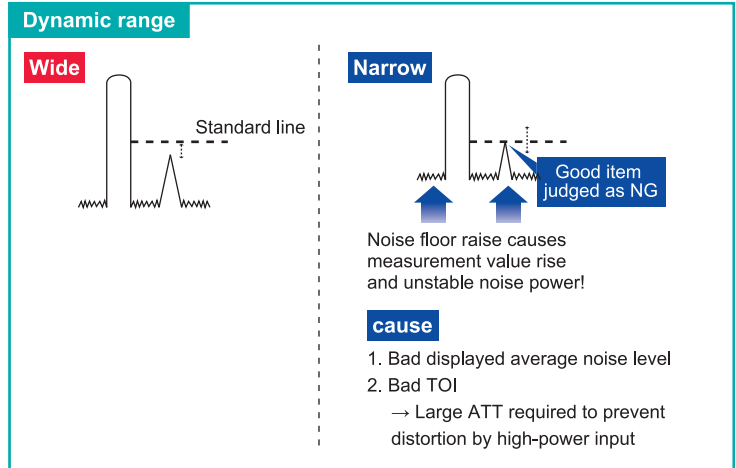 Dynamic range
Wide
Standard line
Narrow
Good item
judged as NG
Noise floor raise causes
measurement value rise
and unstable noise power!
cause
1. Bad displayed average noise level
2. Bad TOI
→ Large ATT required to prevent
distortion by high-power input